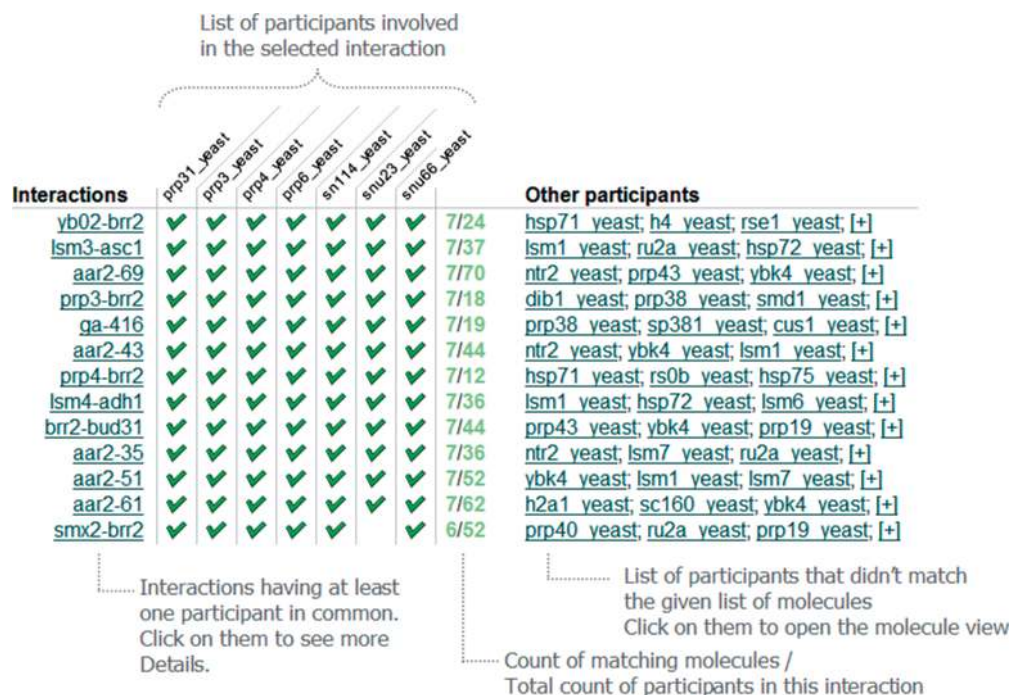 List of participants involved
in the selected interaction
prp31_yeast prp3_yeast prp4_yeast prp6_yeast sn114_yeast snu23_yeast snu66_yeast
Interactions Other participants
yb02-brr2 7/24 hsp71_yeast; h4_yeast; rse1_yeast; [+]
lsm3-asc1 7/37 lsm1_yeast; ru2a_yeast; hsp72_yeast; [+]
aar2-69 7/70 ntr2_yeast; prp43_yeast; ybk4_yeast; [+]
prp3-brr2 7/18 dib1_yeast; prp38_yeast; smd1_yeast; [+]
ga-416 7/19 prp38_yeast; sp381_yeast; cus1_yeast; [+]
aar2-43 7/44 ntr2_yeast; ybk4_yeast; lsm1_yeast; [+]
prp4-brr2 7/12 hsp71_yeast; rs0b_yeast; hsp75_yeast; [+]
lsm4-adh1 7/36 lsm1_yeast; hsp72_yeast; lsm6_yeast; [+]
brr2-bud31 7/44 prp43_yeast; ybk4_yeast; prp19_yeast; [+]
aar2-35 7/36 ntr2_yeast; lsm7_yeast; ru2a_yeast; [+]
aar2-51 7/52 ybk4_yeast; lsm1_yeast; lsm7_yeast; [+]
aar2-61 7/62 h2a1_yeast; sc160_yeast; ybk4_yeast; [+]
smx2-brr2 6/52 prp40_yeast; ru2a_yeast; prp19_yeast; [+]
Interactions having at least
one participant in common.
Click on them to see more
Details.
List of participants that didn't match
the given list of molecules
Click on them to open the molecule view
Count of matching molecules /
Total count of participants in this interaction